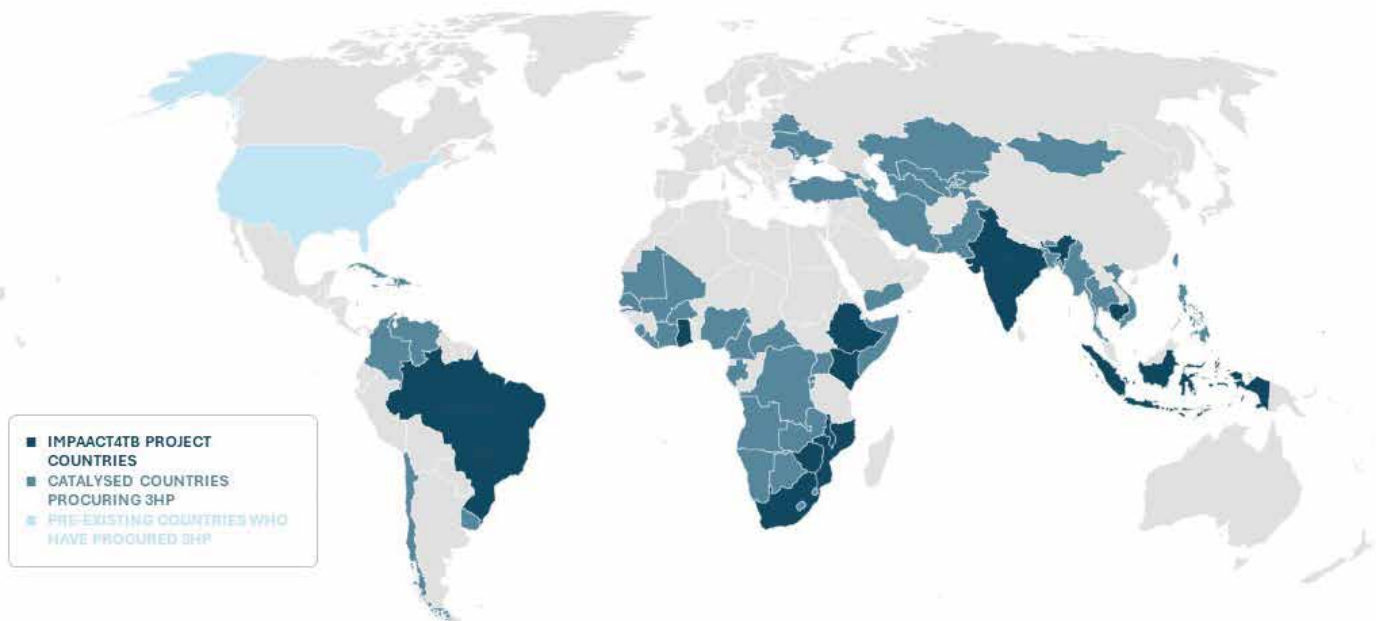 IMPAACT4TB PROJECT
COUNTRIES
CATALYSED COUNTRIES
PROCURING 3HP
PRE-EXISTING COUNTRIES WHO
HAVE PROCURED 3HP